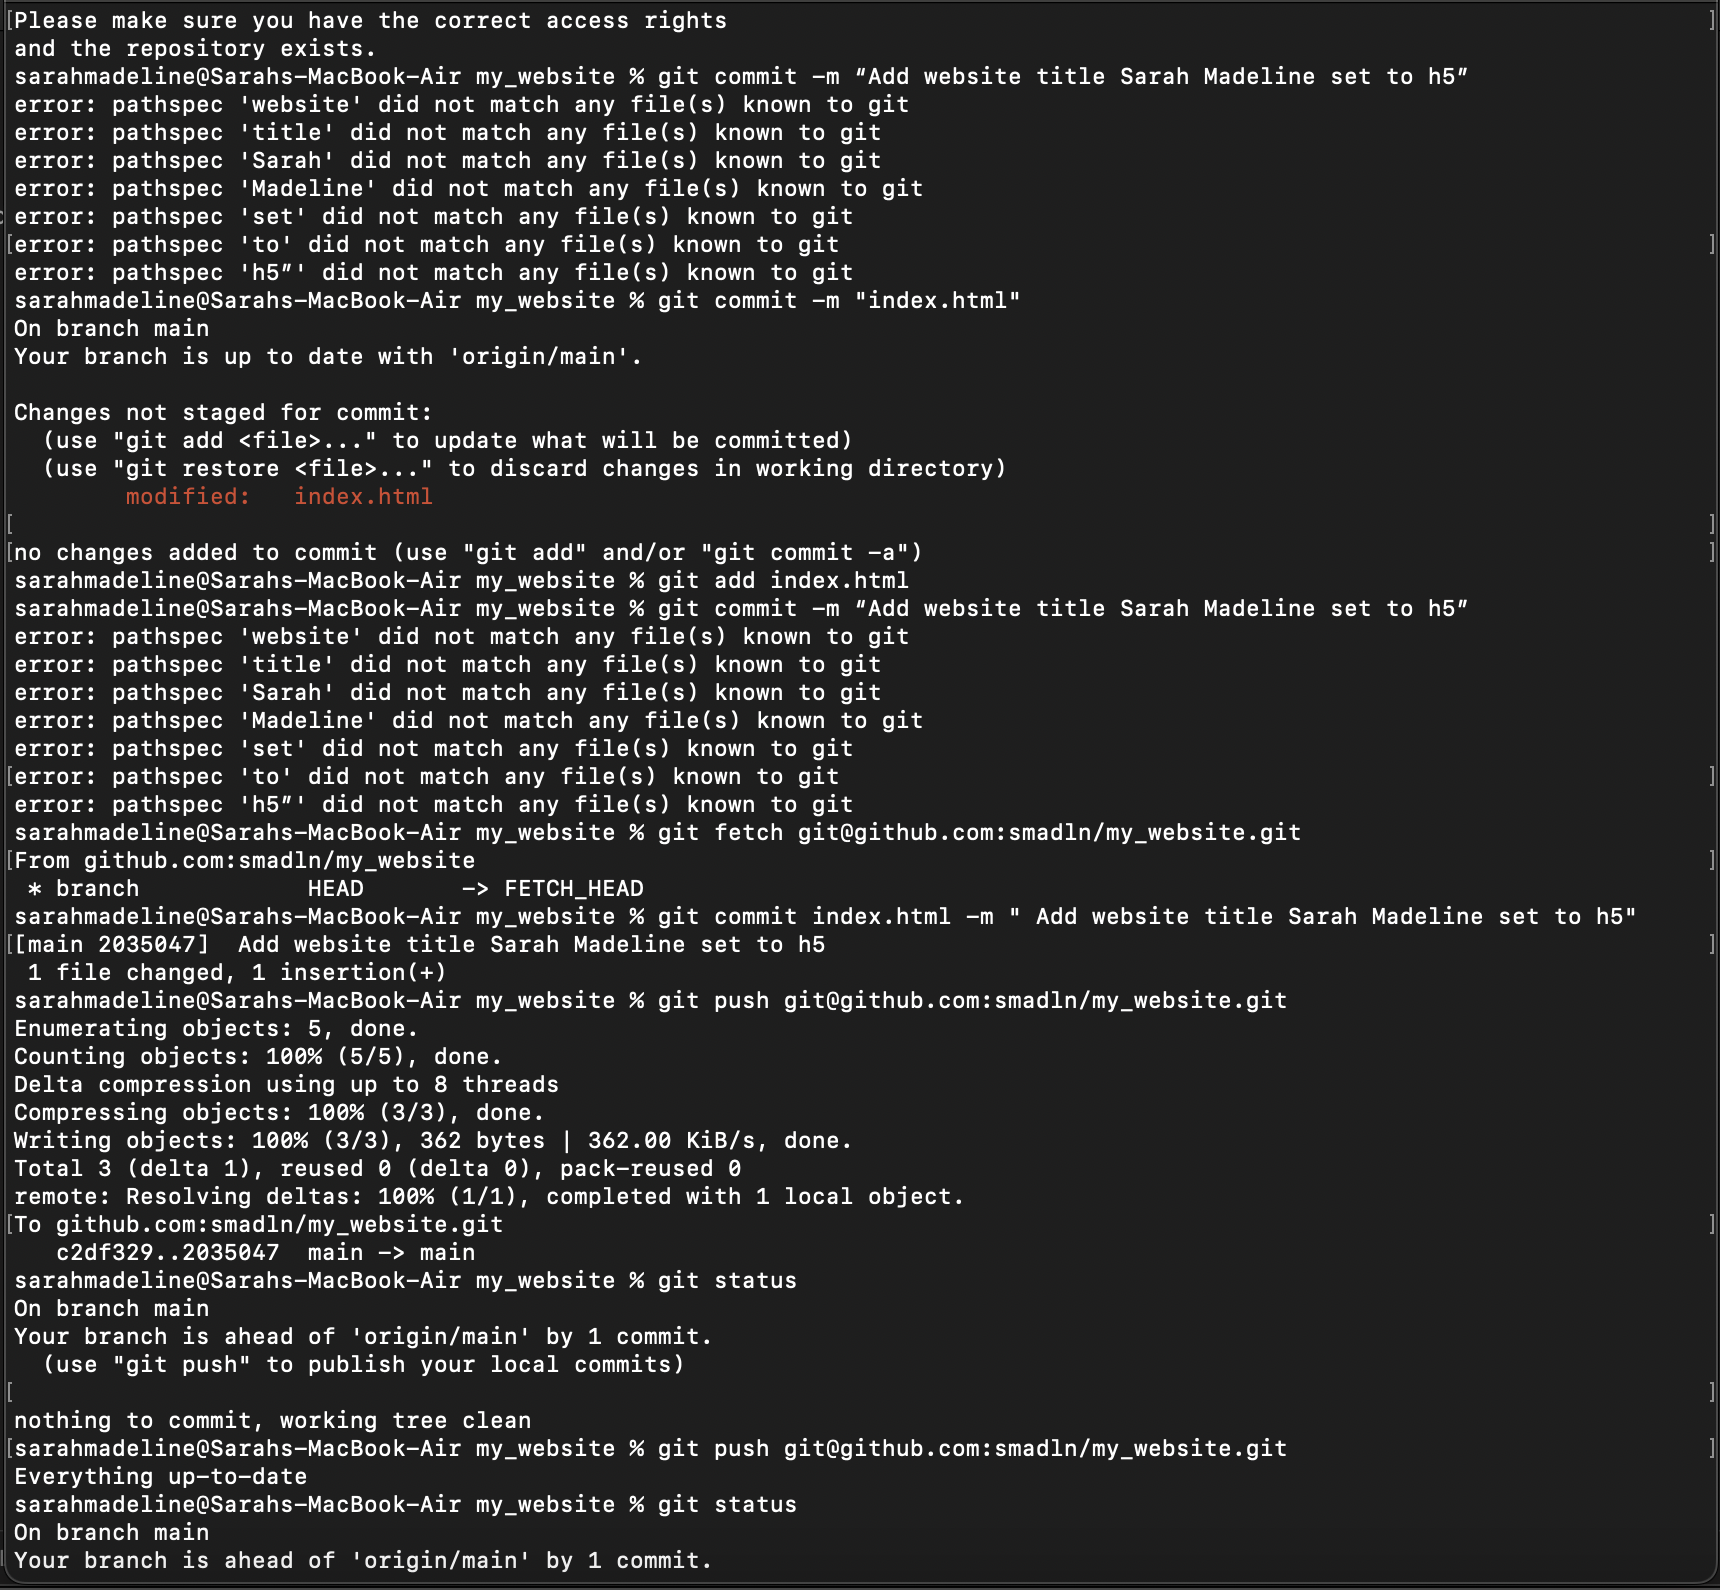 [Please make sure you have the correct access rights ]
and the repository exists.
sarahmadeline@Sarahs-MacBook-Air my_website % git commit -m “Add website title Sarah Madeline set to h5”
error: pathspec 'website' did not match any file(s) known to git
error: pathspec 'title' did not match any file(s) known to git
error: pathspec 'Sarah' did not match any file(s) known to git
error: pathspec 'Madeline' did not match any file(s) known to git
error: pathspec 'set' did not match any file(s) known to git
[error: pathspec 'to' did not match any file(s) known to git ]
error: pathspec 'h5”' did not match any file(s) known to git
sarahmadeline@Sarahs-MacBook-Air my_website % git commit -m "index.html"
On branch main
Your branch is up to date with 'origin/main'.

Changes not staged for commit:
  (use "git add <file>..." to update what will be committed)
  (use "git restore <file>..." to discard changes in working directory)
        modified:   index.html
[ ]
[no changes added to commit (use "git add" and/or "git commit -a") ]
sarahmadeline@Sarahs-MacBook-Air my_website % git add index.html
sarahmadeline@Sarahs-MacBook-Air my_website % git commit -m “Add website title Sarah Madeline set to h5”
error: pathspec 'website' did not match any file(s) known to git
error: pathspec 'title' did not match any file(s) known to git
error: pathspec 'Sarah' did not match any file(s) known to git
error: pathspec 'Madeline' did not match any file(s) known to git
error: pathspec 'set' did not match any file(s) known to git
[error: pathspec 'to' did not match any file(s) known to git ]
error: pathspec 'h5”' did not match any file(s) known to git
sarahmadeline@Sarahs-MacBook-Air my_website % git fetch git@github.com:smadln/my_website.git
[From github.com:smadln/my_website ]
 * branch            HEAD       -> FETCH_HEAD
sarahmadeline@Sarahs-MacBook-Air my_website % git commit index.html -m " Add website title Sarah Madeline set to h5"
[[main 2035047]  Add website title Sarah Madeline set to h5 ]
 1 file changed, 1 insertion(+)
sarahmadeline@Sarahs-MacBook-Air my_website % git push git@github.com:smadln/my_website.git
Enumerating objects: 5, done.
Counting objects: 100% (5/5), done.
Delta compression using up to 8 threads
Compressing objects: 100% (3/3), done.
Writing objects: 100% (3/3), 362 bytes | 362.00 KiB/s, done.
Total 3 (delta 1), reused 0 (delta 0), pack-reused 0
remote: Resolving deltas: 100% (1/1), completed with 1 local object.
[To github.com:smadln/my_website.git ]
   c2df329..2035047  main -> main
sarahmadeline@Sarahs-MacBook-Air my_website % git status
On branch main
Your branch is ahead of 'origin/main' by 1 commit.
  (use "git push" to publish your local commits)
[ ]
nothing to commit, working tree clean
[sarahmadeline@Sarahs-MacBook-Air my_website % git push git@github.com:smadln/my_website.git ]
Everything up-to-date
sarahmadeline@Sarahs-MacBook-Air my_website % git status
On branch main
Your branch is ahead of 'origin/main' by 1 commit.